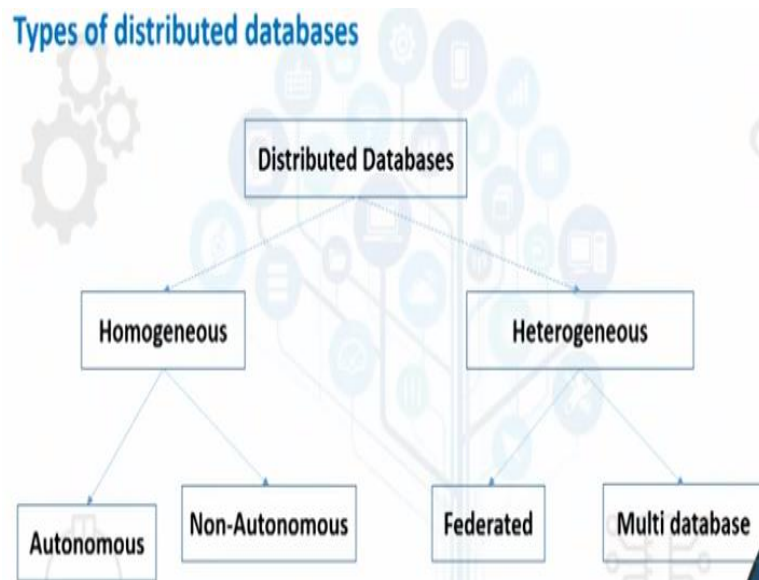 Types of distributed databases
Distributed Databases
Homogeneous
Heterogeneous
Autonomous
Non-Autonomous
Federated
Multi database